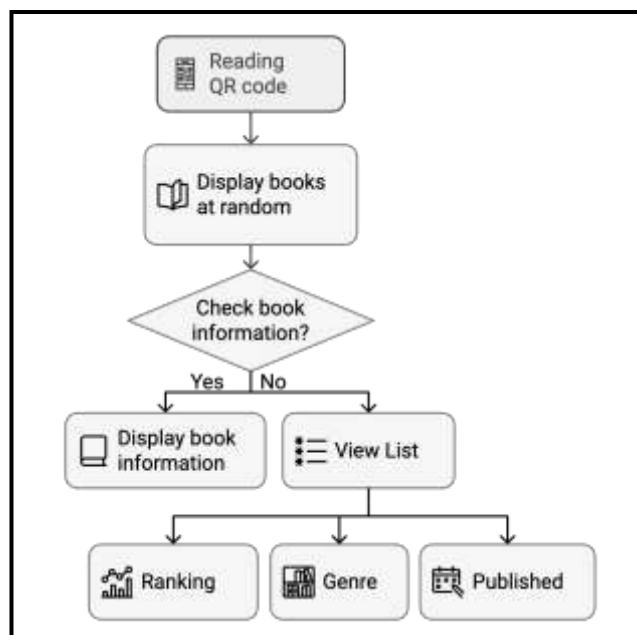 Reading
QR code
Display books
at random
Check book
information?
Yes No
Display book
information
View List
Ranking
Genre
Published